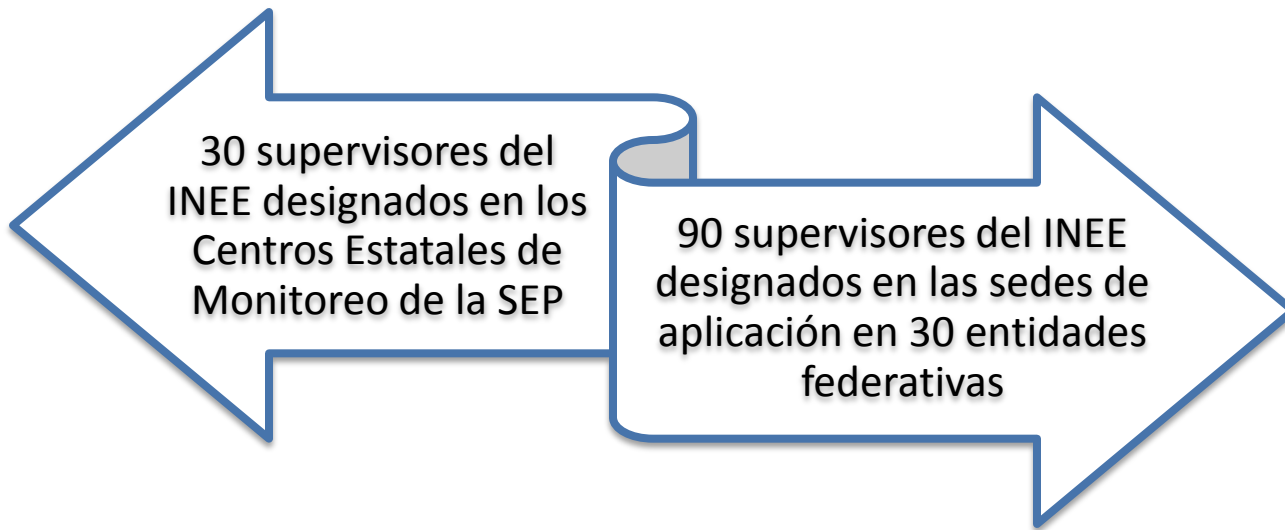 30 supervisores del
INEE designados en los
Centros Estatales de
Monitoreo de la SEP
90 supervisores del INEE
designados en las sedes de
aplicación en 30 entidades
federativas